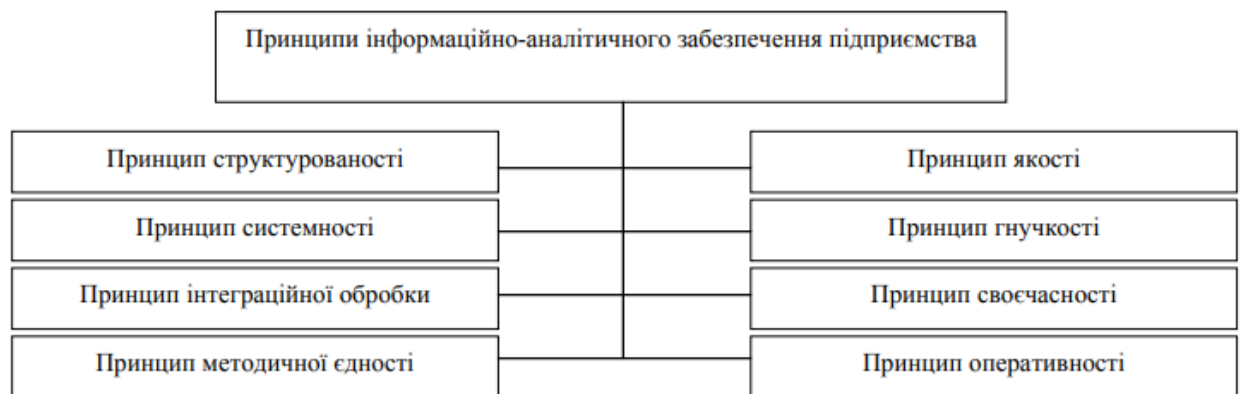 Принципи інформаційно-аналітичного забезпечення підприємства
Принцип структурованості
Принцип якості
Принцип системності
Принцип гнучкості
Принцип інтеграційної обробки
Принцип своєчасності
Принцип методичної єдності
Принцип оперативності